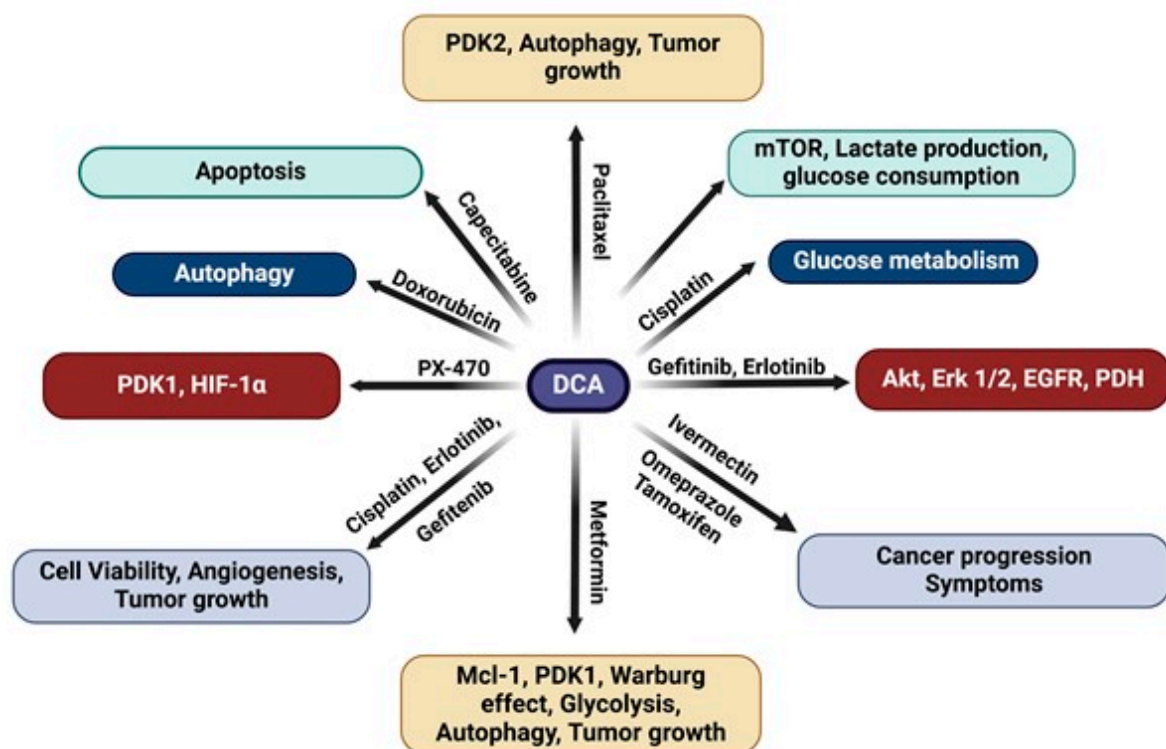 PDK2, Autophagy, Tumor
growth
Apoptosis
Capecitabine
Paclitaxel
mTOR, Lactate production,
glucose consumption
Autophagy
Doxorubicin
Cisplatin
Glucose metabolism
PDK1, HIF-1α
PX-470
DCA
Gefitinib, Erlotinib
Akt, Erk 1/2, EGFR, PDH
Cisplatin, Erlotinib,
Gefitenib
Metformin
Ivermectin
Omeprazole
Tamoxifen
Cell Viability, Angiogenesis,
Tumor growth
Cancer progression
Symptoms
Mcl-1, PDK1, Warburg
effect, Glycolysis,
Autophagy, Tumor growth